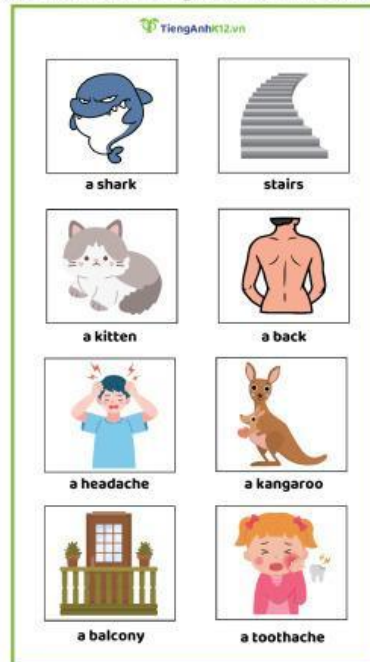 TiengAnhK12.vn
a shark
stairs
a kitten
a back
a headache
a kangaroo
a balcony
a toothache